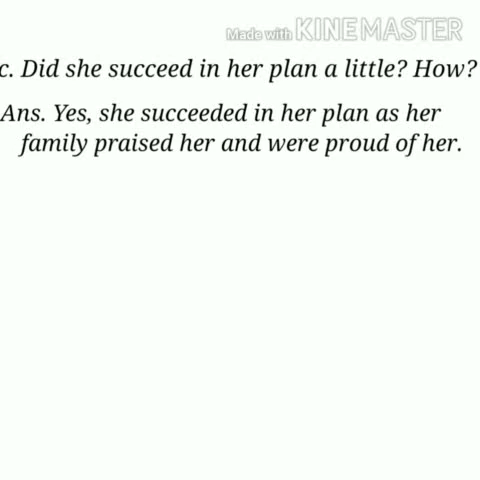 Made with KINEMASTER
c. Did she succeed in her plan a little? How?
Ans. Yes, she succeeded in her plan as her
family praised her and were proud of her.